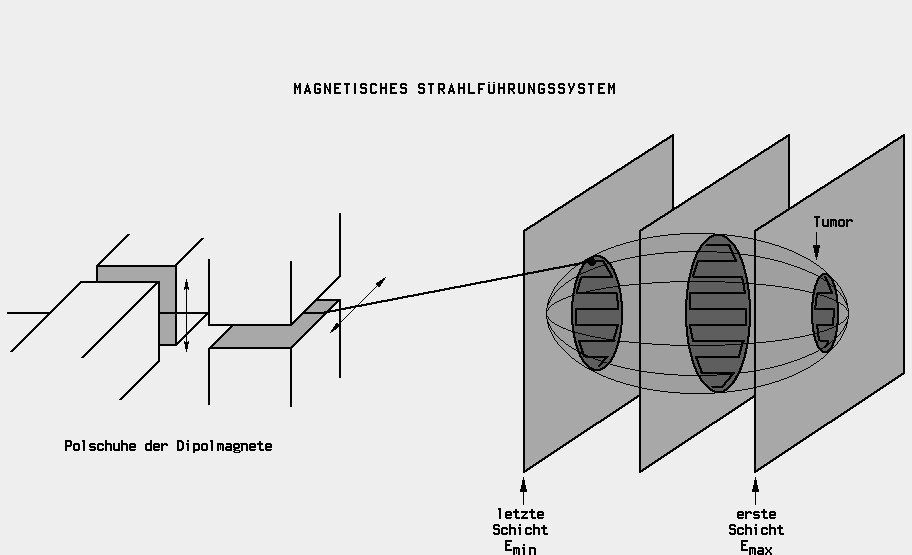 MAGNETISCHES STRAHLFÜHRUNGSSYSTEM
Tumor
Polschuhe der Dipolmagnete
letzte
Schicht
Emin
erste
Schicht
Emax